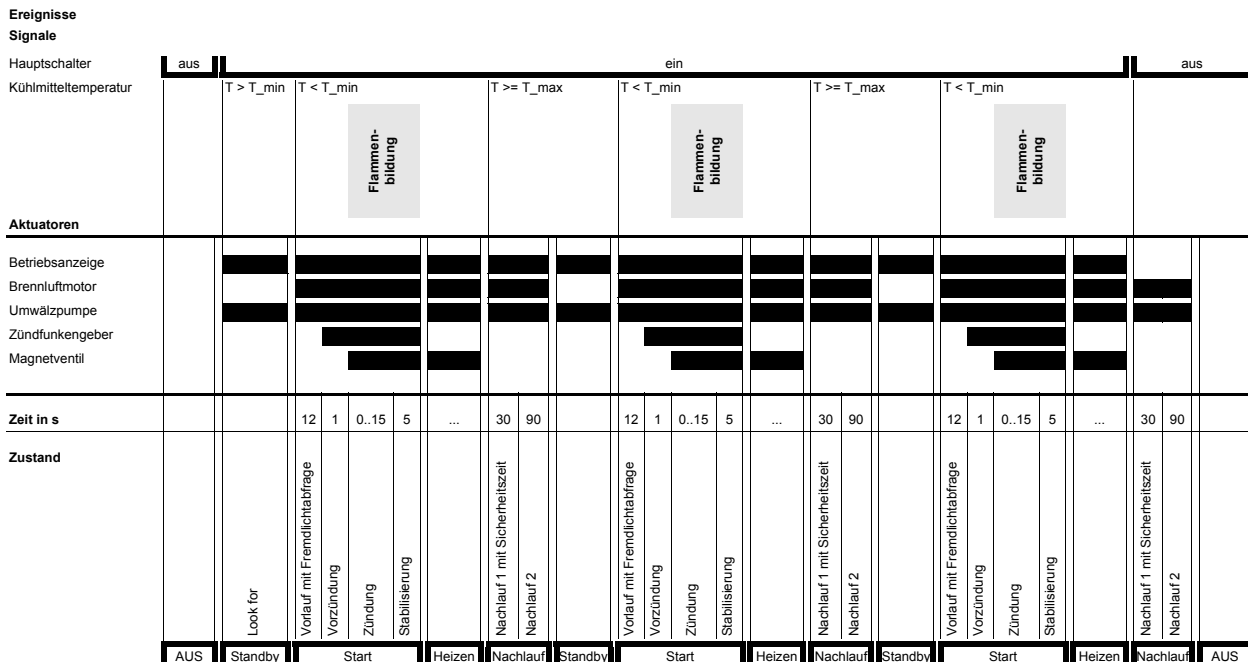 Ereignisse
Signale
Hauptschalter aus ein aus
Kühlmitteltemperatur T > T_min T < T_min T >= T_max T < T_min T >= T_max T < T_min
Flammen-
bildung
Flammen-
bildung
Flammen-
bildung
Aktuatoren
Betriebsanzeige
Brennluftmotor
Umwälzpumpe
Zündfunkengeber
Magnetventil
Zeit in s 12 1 0..15 5 ... 30 90 12 1 0..15 5 ... 30 90 12 1 0..15 5 ... 30 90
Zustand
Look for
Vorlauf mit Fremdlichtabfrage
Vorzündung
Zündung
Stabilisierung
Nachlauf 1 mit Sicherheitszeit
Nachlauf 2
Vorlauf mit Fremdlichtabfrage
Vorzündung
Zündung
Stabilisierung
Nachlauf 1 mit Sicherheitszeit
Nachlauf 2
Vorlauf mit Fremdlichtabfrage
Vorzündung
Zündung
Stabilisierung
Nachlauf 1 mit Sicherheitszeit
Nachlauf 2
AUS Standby Start Heizen Nachlauf Standby Start Heizen Nachlauf Standby Start Heizen Nachlauf AUS